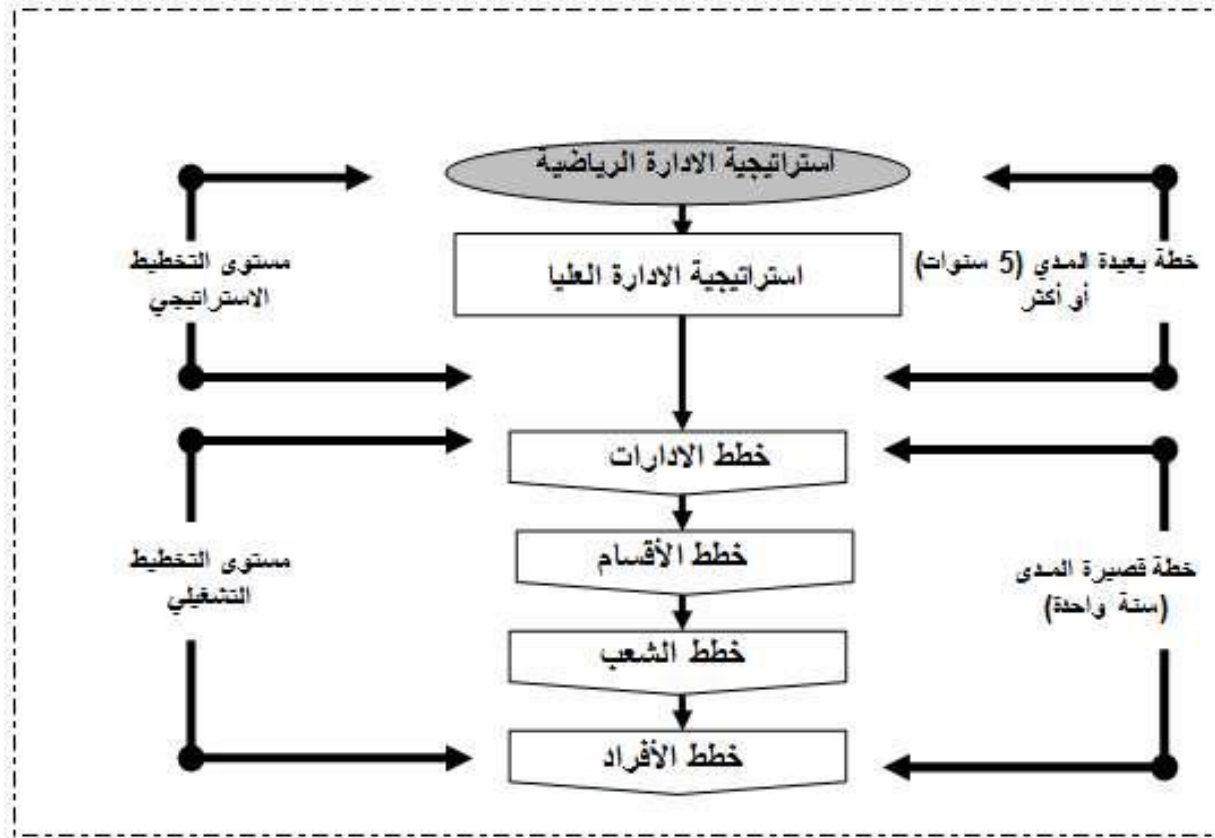 استراتيجية الادارة الرياضية
استراتيجية الادارة العليا
خطة بعيدة المدي (5 سنوات)
أو أكثر
مستوى التخطيط
الاستراتيجي
خطط الادارات
خطط الأقسام
خطط الشعب
خطط الأفراد
خطة قصيرة المدى
(سنة واحدة)
مستوى التخطيط
التشغيلي